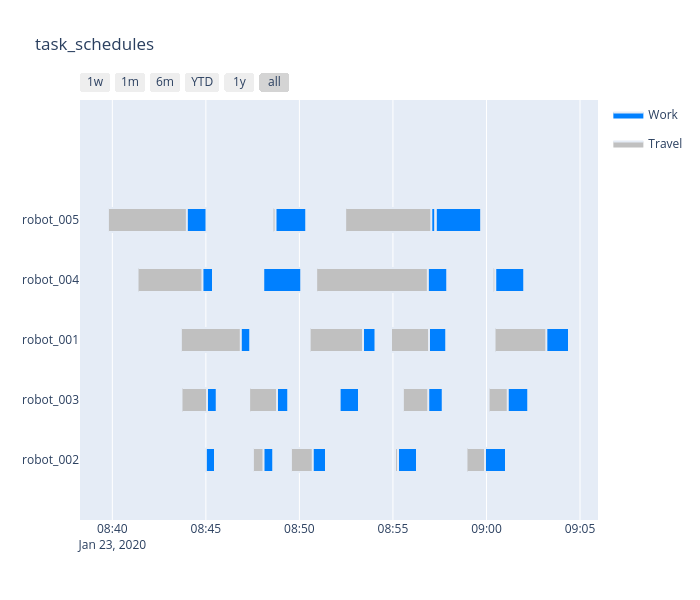 task_schedules
1w 1m 6m YTD 1y all
Work
Travel
robot_005
robot_004
robot_001
robot_003
robot_002
08:40 08:45 08:50 08:55 09:00 09:05
Jan 23, 2020